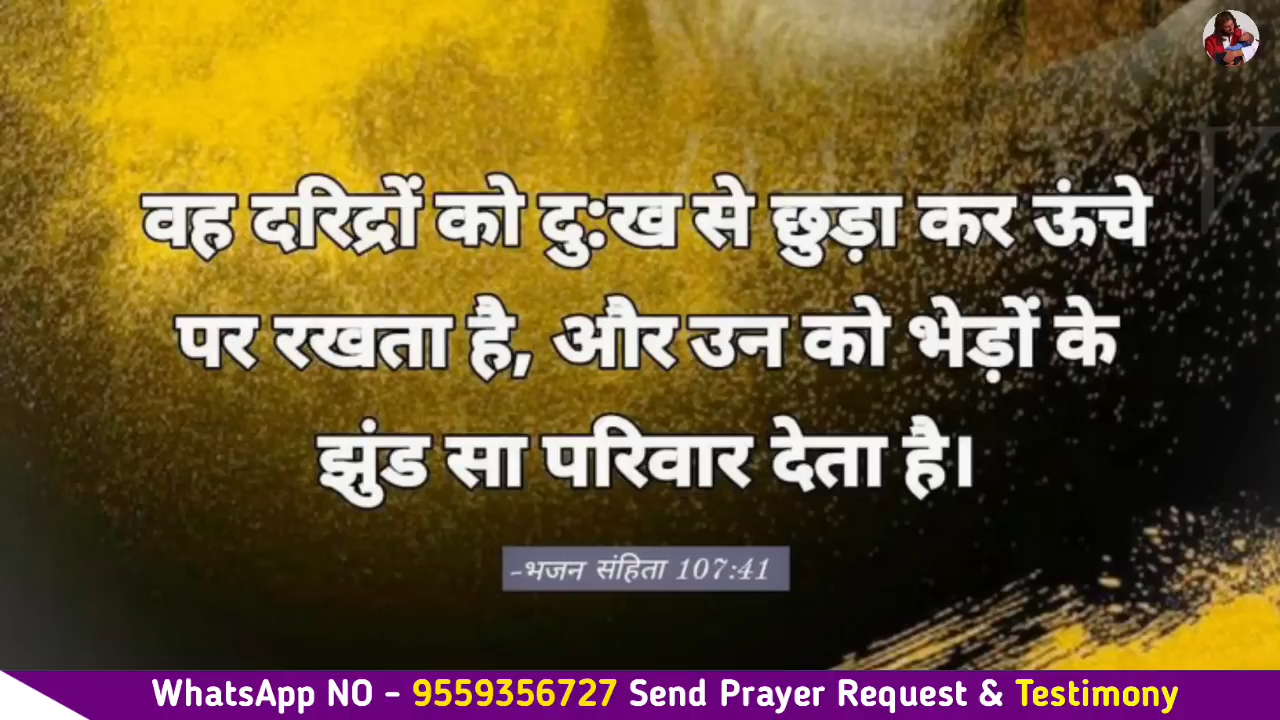 वह दरिद्रों को दु:ख से छुड़ा कर ऊंचे
पर रखता है, और उन को भेड़ों के
झुंड सा परिवार देता है।
-भजन संहिता 107:41
WhatsApp NO - 9559356727 Send Prayer Request & Testimony